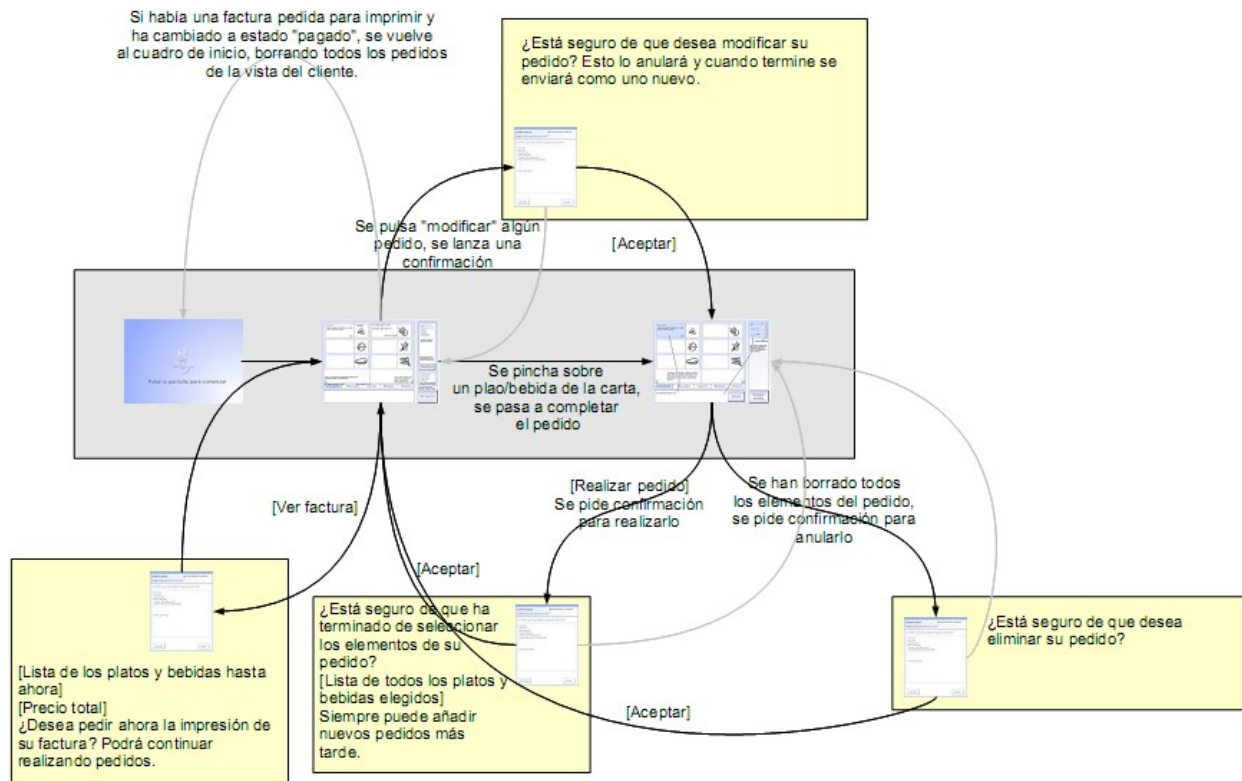 Si había una factura pedida para imprimir y
ha cambiado a estado "pagado", se vuelve
al cuadro de inicio, borrando todos los pedidos
de la vista del cliente.
¿Está seguro de que desea modificar su
pedido? Esto lo anulará y cuando termine se
enviará como uno nuevo.
Se pulsa "modificar" algún
pedido, se lanza una
confirmación
[Aceptar]
Pulse la pantalla para comenzar
Se pincha sobre
un plao/bebida de la carta,
se pasa a completar
el pedido
[Ver factura]
[Realizar pedido]
Se pide confirmación
para realizarlo
Se han borrado todos
los elementos del pedido,
se pide confirmación para
anularlo
[Aceptar]
[Lista de los platos y bebidas hasta
ahora]
[Precio total]
¿Desea pedir ahora la impresión de
su factura? Podrá continuar
realizando pedidos.
¿Está seguro de que ha
terminado de seleccionar
los elementos de su
pedido?
[Lista de todos los platos y
bebidas elegidos]
Siempre puede añadir
nuevos pedidos más
tarde.
[Aceptar]
¿Está seguro de que desea
eliminar su pedido?